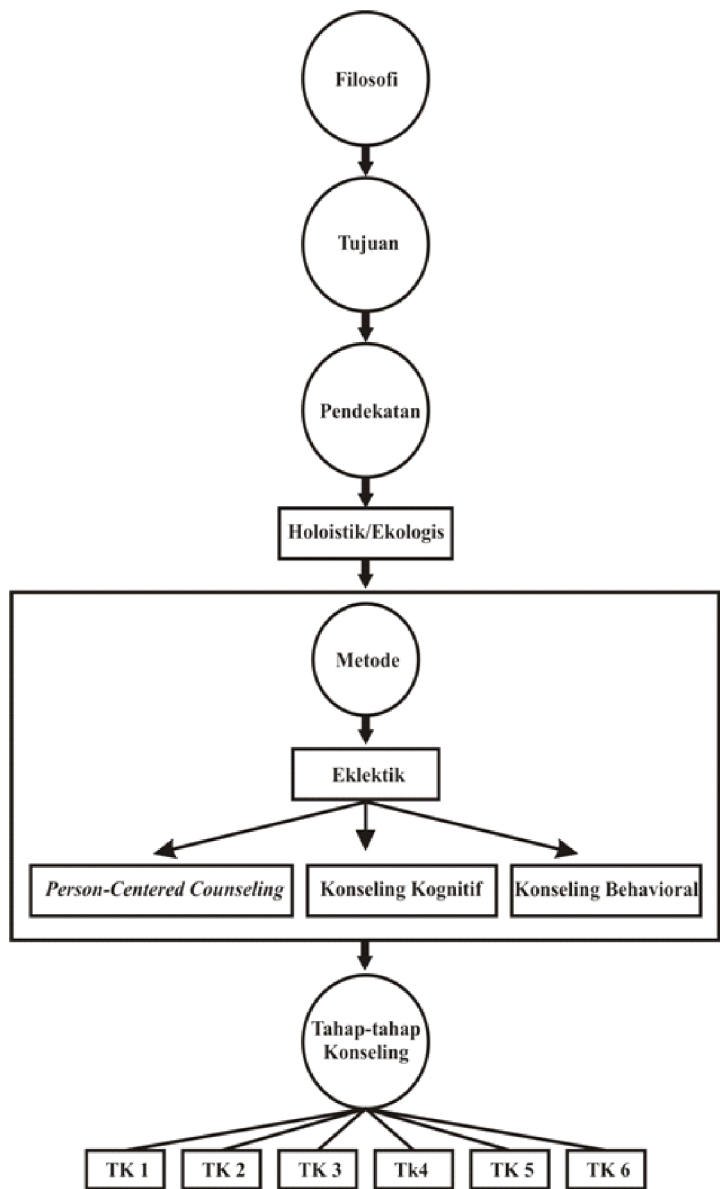 Filosofi
Tujuan
Pendekatan
Holoistik/Ekologis
Metode
Eklektik
Person-Centered Counseling
Konseling Kognitif
Konseling Behavioral
Tahap-tahap
Konseling
TK 1
TK 2
TK 3
Tk4
TK 5
TK 6